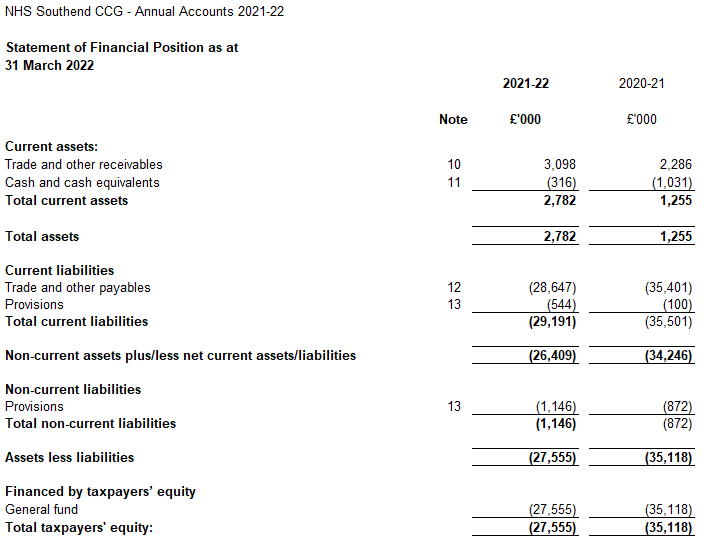 NHS Southend CCG - Annual Accounts 2021-22
Statement of Financial Position as at
31 March 2022
2021-22 2020-21
Note £'000 £'000
Current assets:
Trade and other receivables 10 3,098 2,286
Cash and cash equivalents 11 (316) (1,031)
Total current assets 2,782 1,255
Total assets 2,782 1,255
Current liabilities
Trade and other payables 12 (28,647) (35,401)
Provisions 13 (544) (100)
Total current liabilities (29,191) (35,501)
Non-current assets plus/less net current assets/liabilities (26,409) (34,246)
Non-current liabilities
Provisions 13 (1,146) (872)
Total non-current liabilities (1,146) (872)
Assets less liabilities (27,555) (35,118)
Financed by taxpayers’ equity
General fund (27,555) (35,118)
Total taxpayers' equity: (27,555) (35,118)